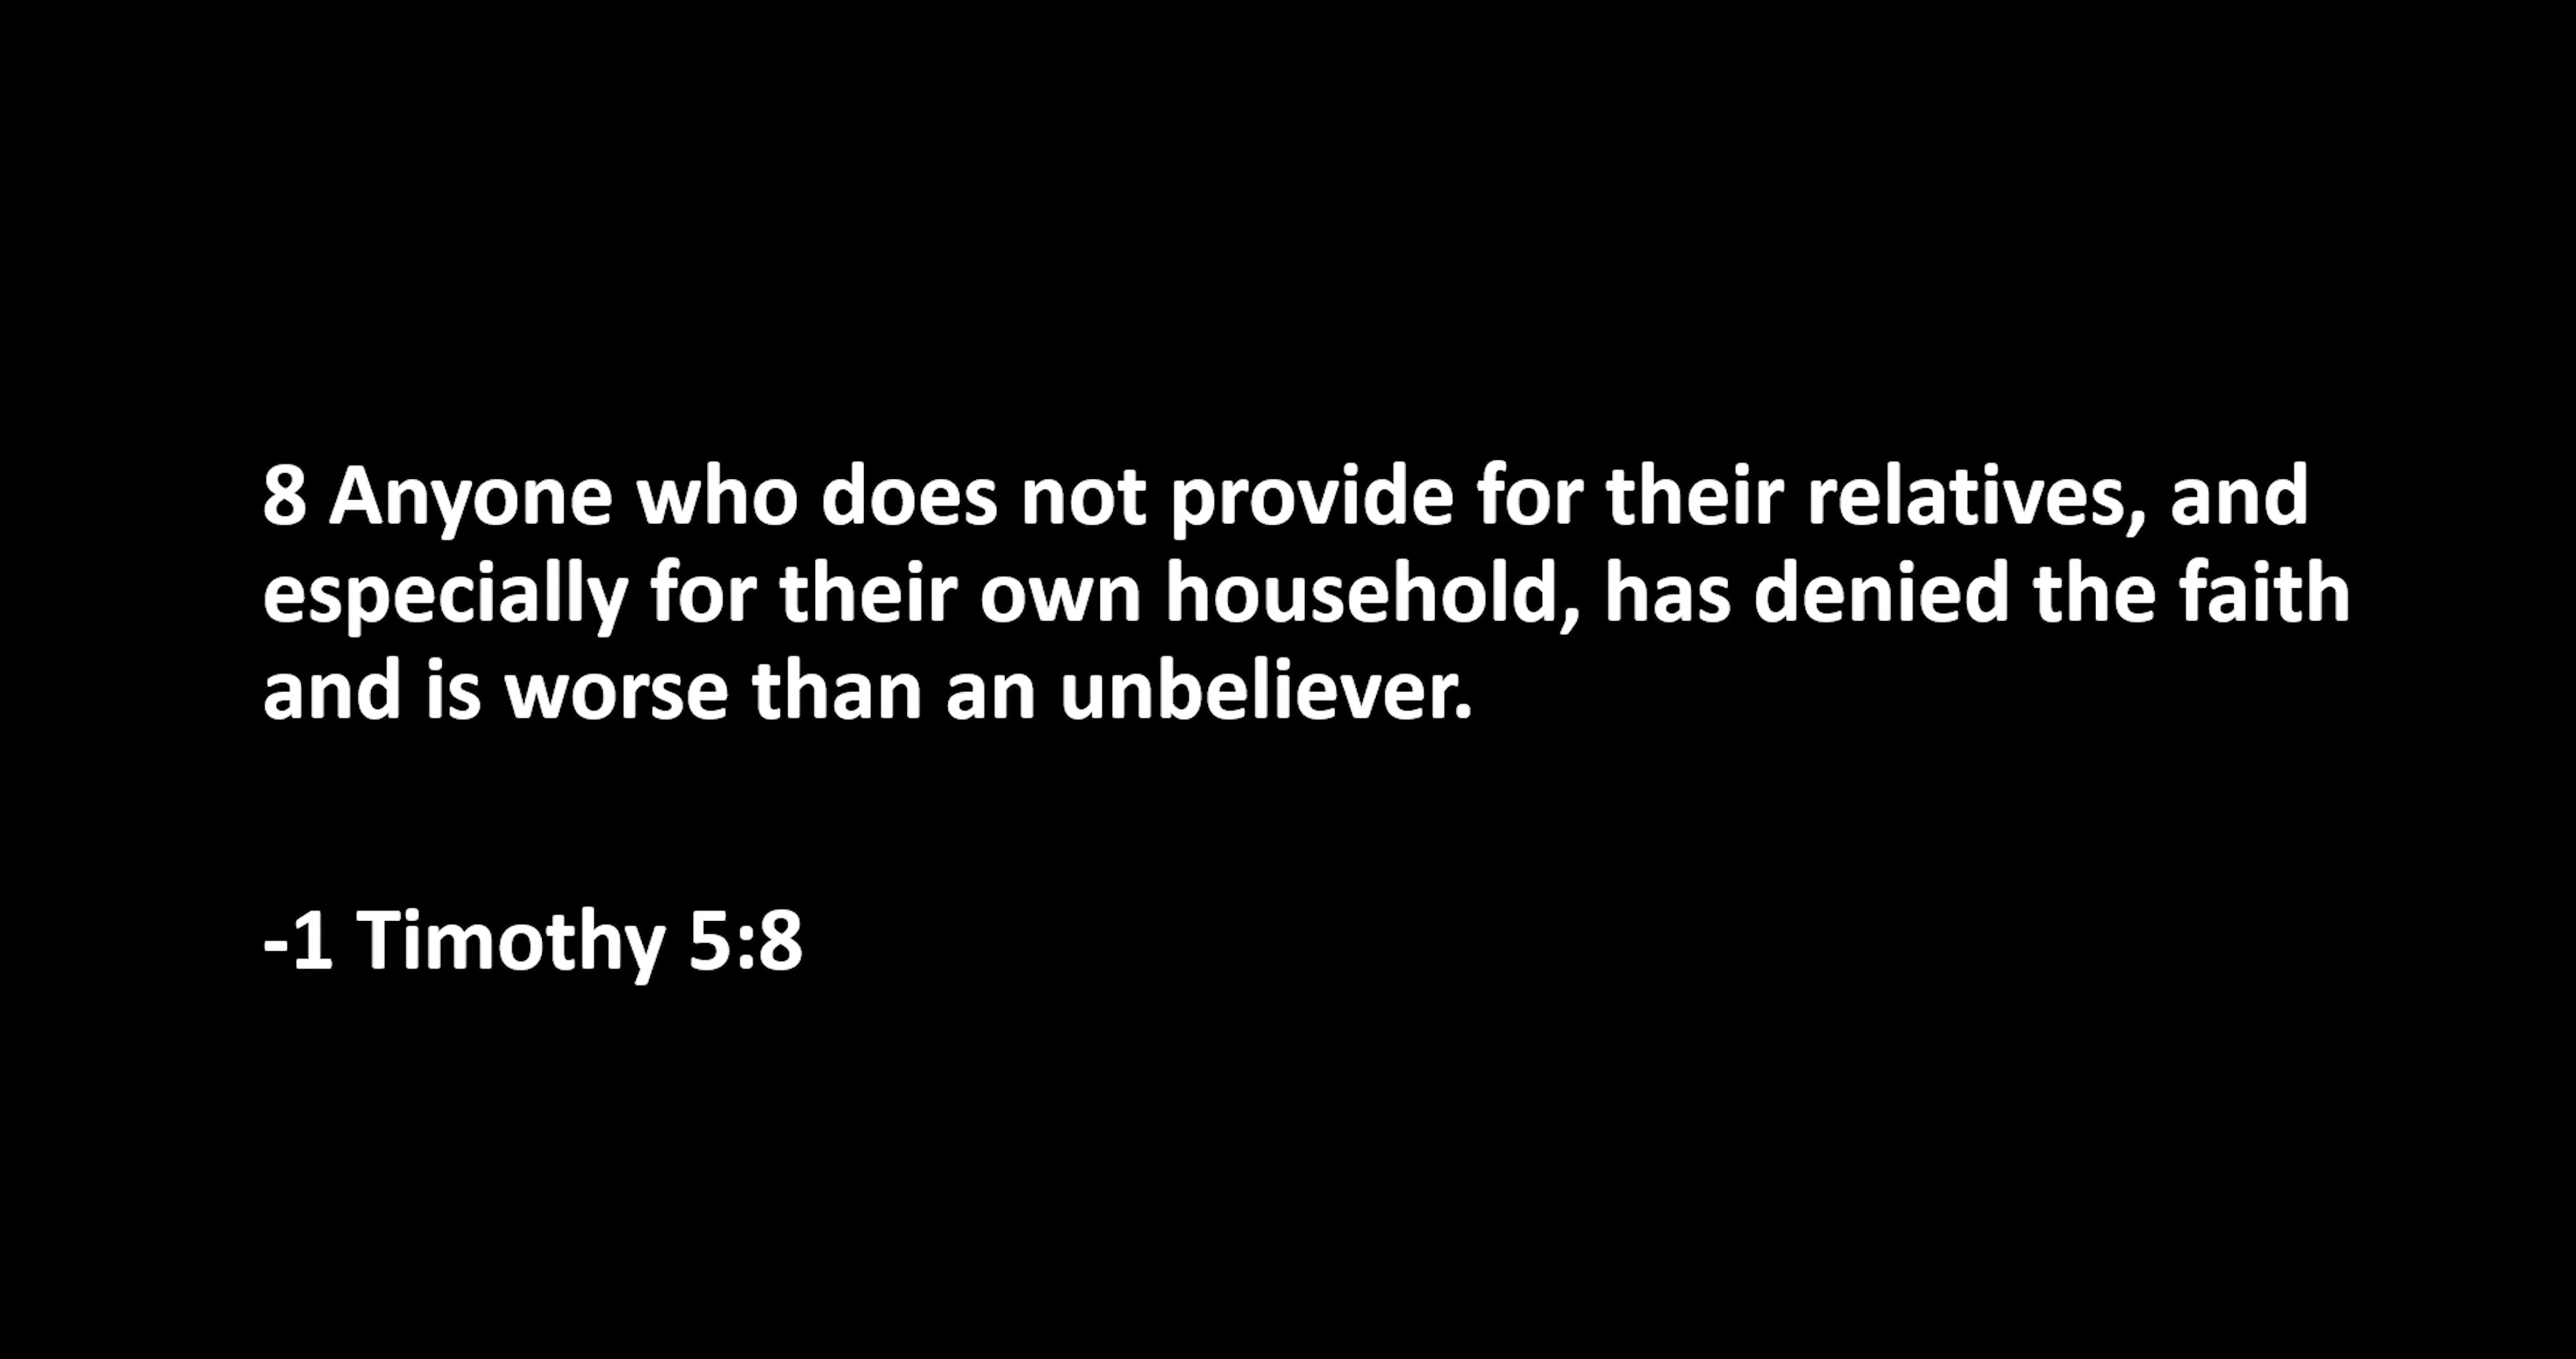 8 Anyone who does not provide for their relatives, and
especially for their own household, has denied the faith
and is worse than an unbeliever.
-1 Timothy 5:8